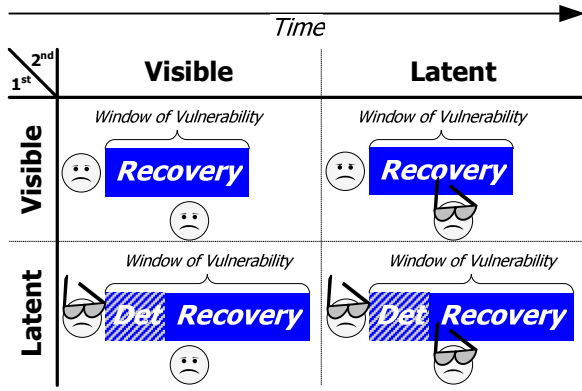 Time
2nd
1st
Visible
Latent
Visible
Window of Vulnerability
Recovery
Window of Vulnerability
Recovery
Latent
Window of Vulnerability
Det Recovery
Window of Vulnerability
Det Recovery